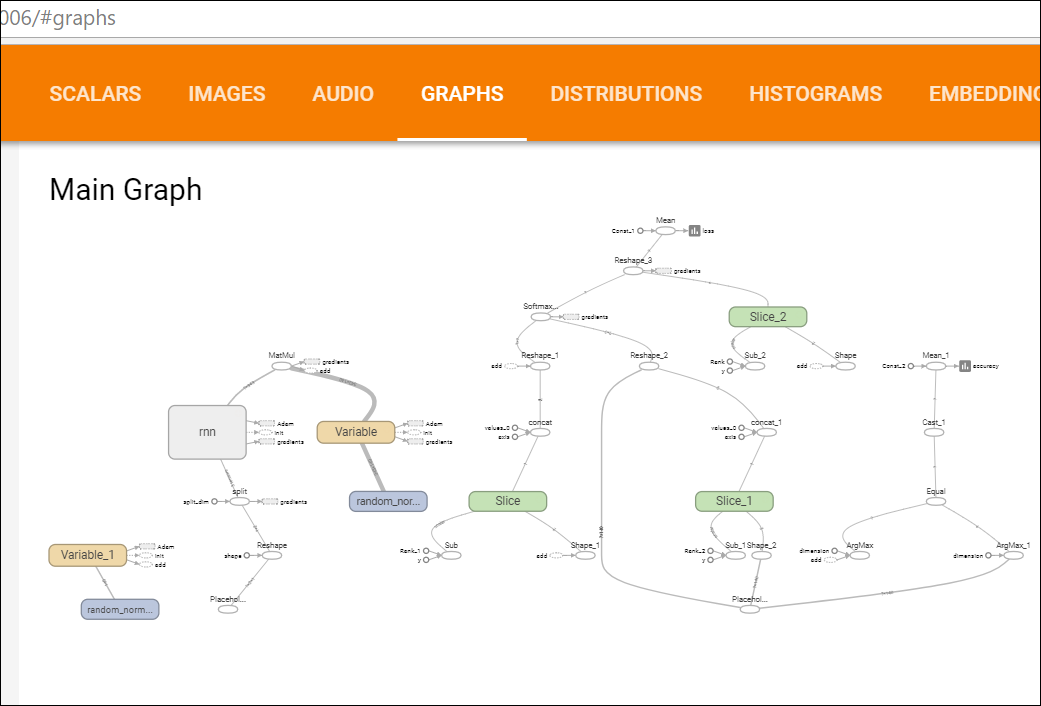 006/#graphs
SCALARS IMAGES AUDIO GRAPHS DISTRIBUTIONS HISTOGRAMS EMBEDDING
Main Graph
Mean
Const_1 loss
Reshape_3
gradients
Softmax...
gradients
Slice_2
MatMul Reshape_1 Reshape_2 Sub_2 Shape Mean_1
gradients
add
add
Rank
y
add
Const_2 accuracy
rnn
Adam
init
gradients
Variable
Adam
init
gradients
concat
values_0
axis
concat_1
values_0
axis
Cast_1
split
split_dim gradients
random_nor...
Slice
Slice_1
Equal
Variable_1
Adam
init
add
Reshape
shape
Sub
Rank_1
y
Shape_1
add
Sub_1 Shape_2
Rank_2
y
ArgMax
dimension
add
ArgMax_1
dimension
random_norm...
Placehol...
Placehol...